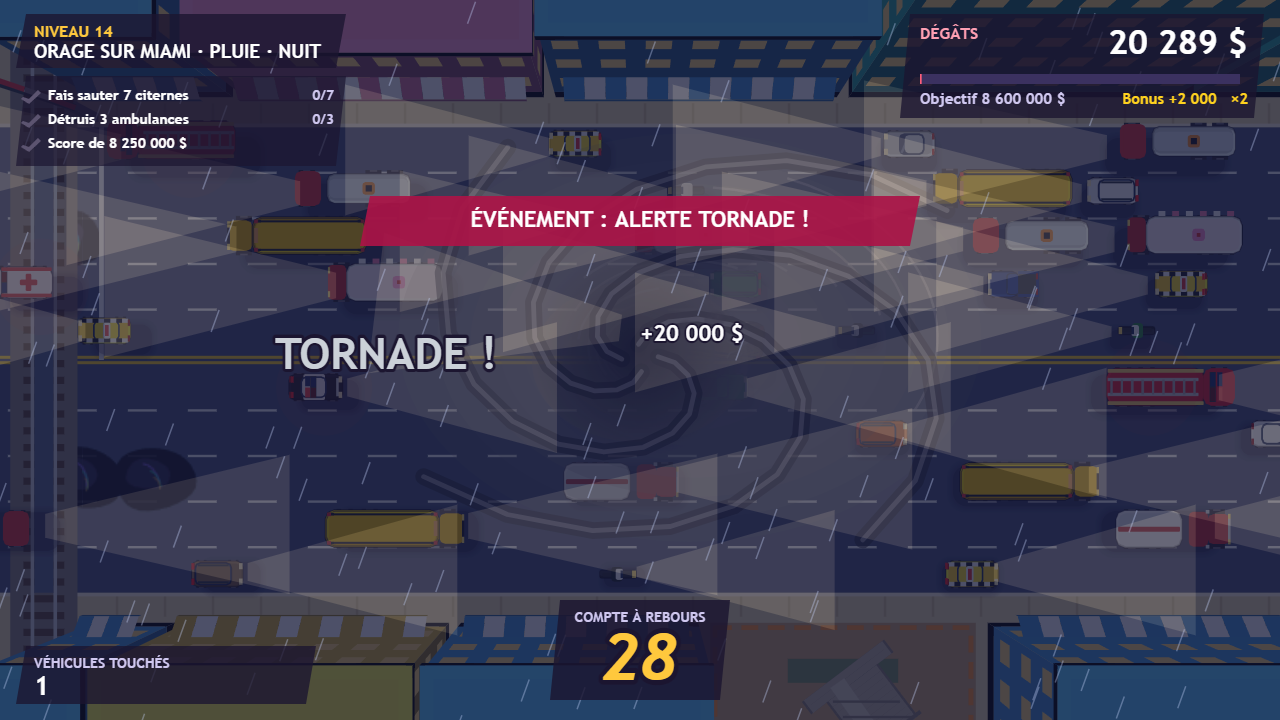 NIVEAU 14
ORAGE SUR MIAMI · PLUIE · NUIT
Fais sauter 7 citernes 0/7
Détruis 3 ambulances 0/3
Score de 8 250 000 $
DÉGÂTS 20 289 $
Objectif 8 600 000 $ Bonus +2 000 ×2
ÉVÉNEMENT : ALERTE TORNADE !
+20 000 $
TORNADE !
COMPTE À REBOURS
28
VÉHICULES TOUCHÉS
1